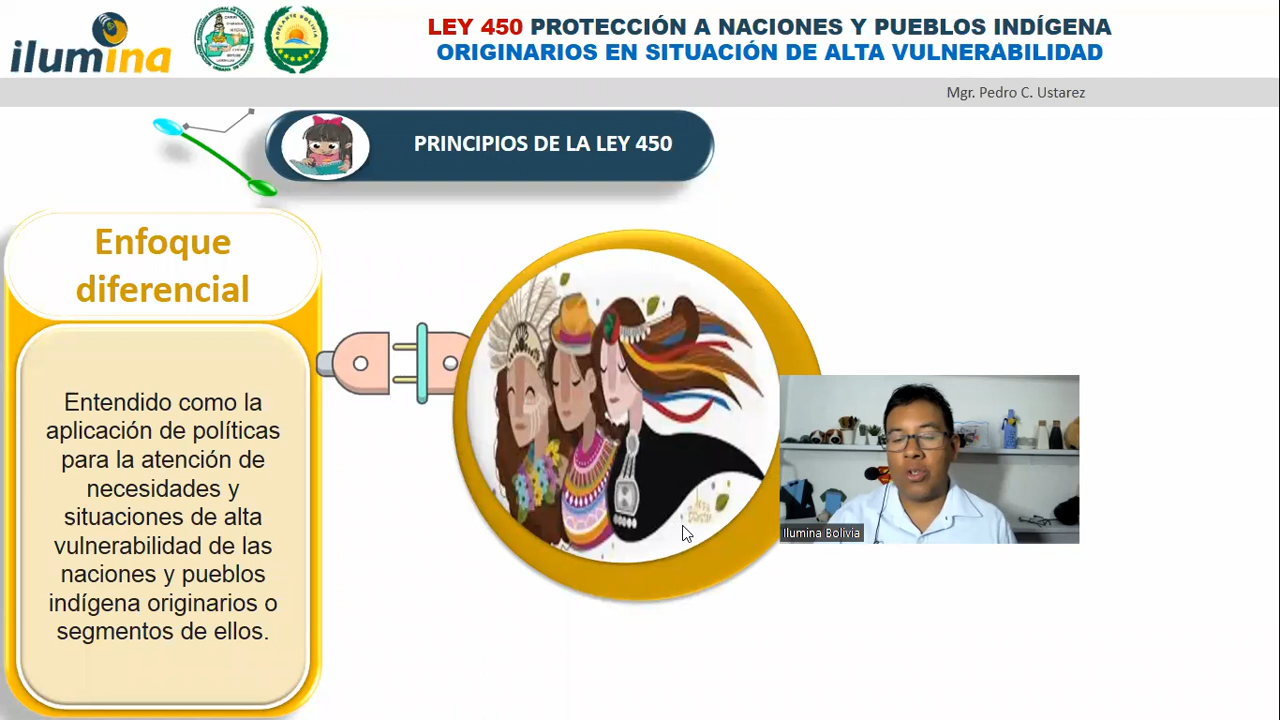 ilumina
ADELANTE BOLIVIA
LEY 450 PROTECCIÓN A NACIONES Y PUEBLOS INDÍGENA
ORIGINARIOS EN SITUACIÓN DE ALTA VULNERABILIDAD
Mgr. Pedro C. Ustarez
PRINCIPIOS DE LA LEY 450
Enfoque
diferencial
Entendido como la
aplicación de políticas
para la atención de
necesidades y
situaciones de alta
vulnerabilidad de las
naciones y pueblos
indígena originarios o
segmentos de ellos.
Ilumina Bolivia